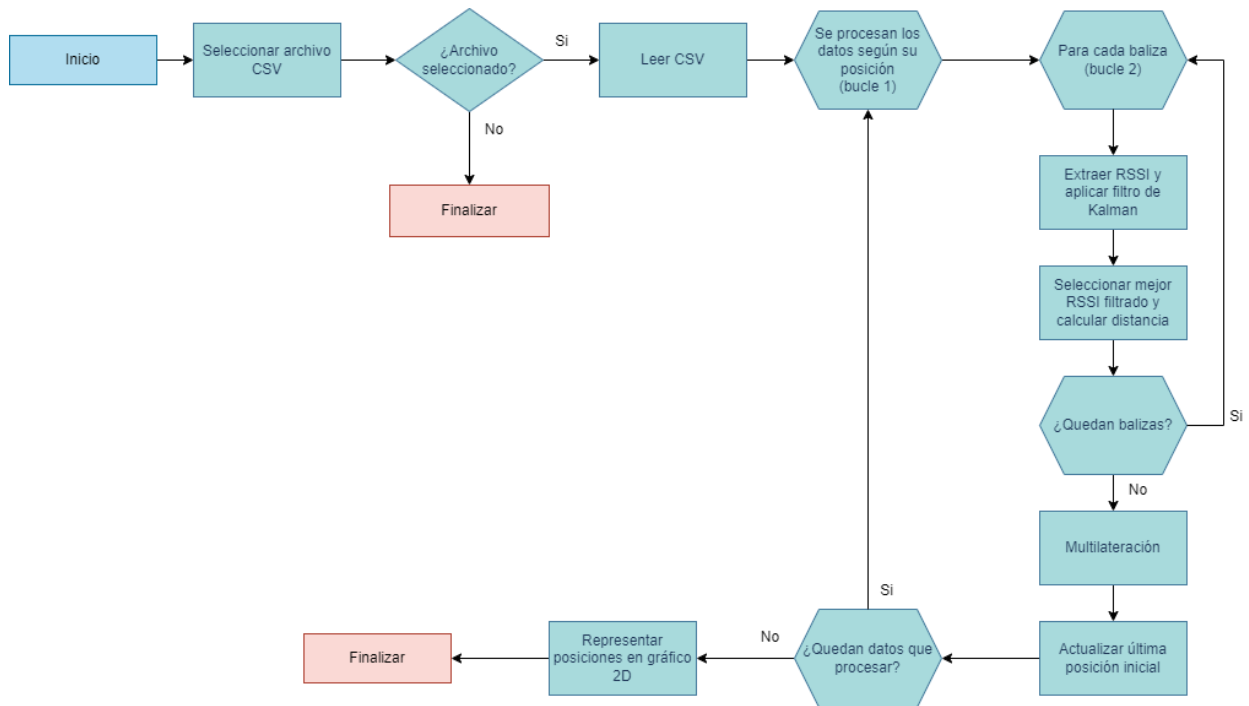 Inicio
Seleccionar archivo
CSV
¿Archivo
seleccionado?
Si
No
Finalizar
Leer CSV
Se procesan los
datos según su
posición
(bucle 1)
Para cada baliza
(bucle 2)
Extraer RSSI y
aplicar filtro de
Kalman
Seleccionar mejor
RSSI filtrado y
calcular distancia
¿Quedan balizas?
Si
No
Multilateración
Actualizar última
posición inicial
¿Quedan datos que
procesar?
Si
No
Representar
posiciones en gráfico
2D
Finalizar